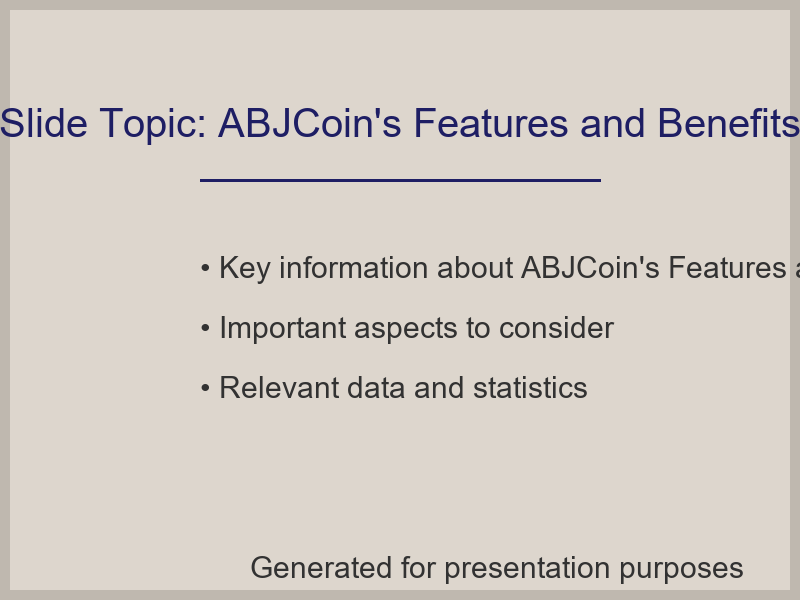 Slide Topic: ABJCoin's Features and Benefits
• Key information about ABJCoin's Features a
• Important aspects to consider
• Relevant data and statistics
Generated for presentation purposes